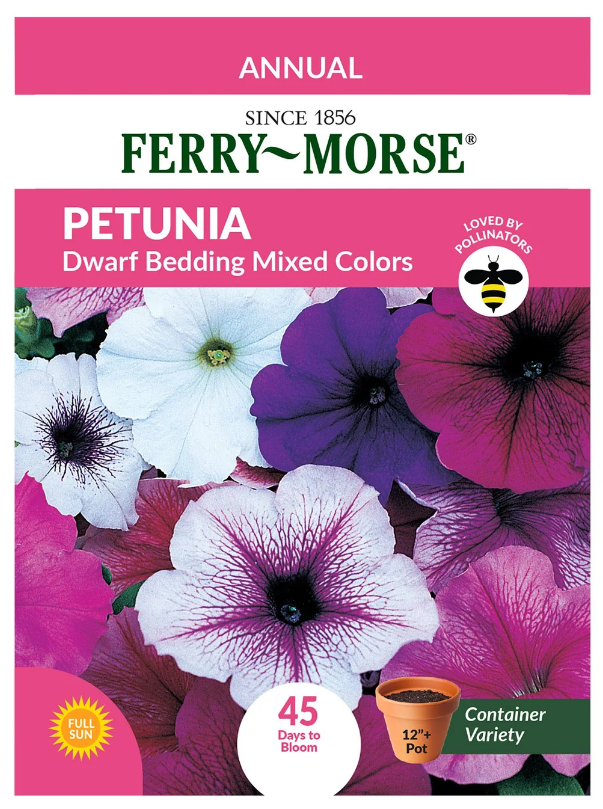 ANNUAL
SINCE 1856
FERRY~MORSE®
PETUNIA
Dwarf Bedding Mixed Colors
LOVED BY
POLLINATORS
FULL
SUN
45
Days to
Bloom
12"+
Pot
Container
Variety